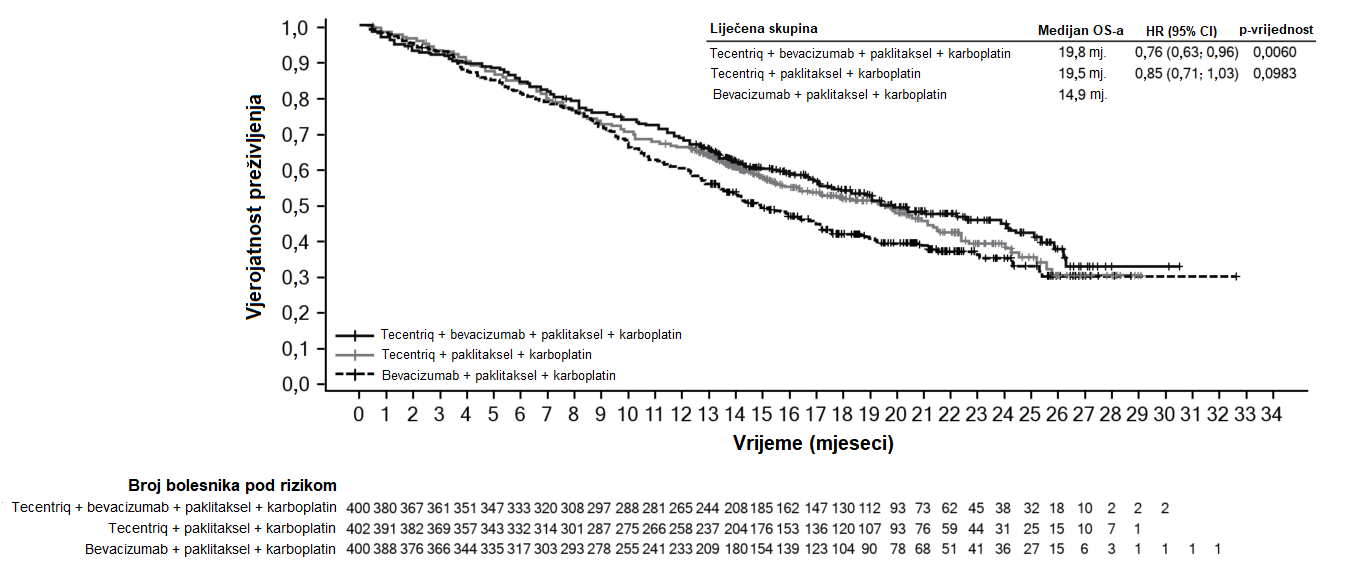 Liječena skupina Medijan OS-a HR (95% CI) p-vrijednost
Tecentriq + bevacizumab + paklitaksel + karboplatin 19,8 mj. 0,76 (0,63; 0,96) 0,0060
Tecentriq + paklitaksel + karboplatin 19,5 mj. 0,85 (0,71; 1,03) 0,0983
Bevacizumab + paklitaksel + karboplatin 14,9 mj.
Vjerojatnost preživljenja
1,0
0,9
0,8
0,7
0,6
0,5
0,4
0,3
0,2
0,1
0,0
Tecentriq + bevacizumab + paklitaksel + karboplatin
Tecentriq + paklitaksel + karboplatin
Bevacizumab + paklitaksel + karboplatin
0 1 2 3 4 5 6 7 8 9 10 11 12 13 14 15 16 17 18 19 20 21 22 23 24 25 26 27 28 29 30 31 32 33 34
Vrijeme (mjeseci)
Broj bolesnika pod rizikom
Tecentriq + bevacizumab + paklitaksel + karboplatin 400 380 367 361 351 347 333 320 308 297 288 281 265 244 208 185 162 147 130 112 93 73 62 45 38 32 18 10 2 2 2
Tecentriq + paklitaksel + karboplatin 402 391 382 369 357 343 332 314 301 287 275 266 258 237 204 176 153 136 120 107 93 76 59 44 31 25 15 10 7 1
Bevacizumab + paklitaksel + karboplatin 400 388 376 366 344 335 317 303 293 278 255 241 233 209 180 154 139 123 104 90 78 68 51 41 36 27 15 6 3 1 1 1 1